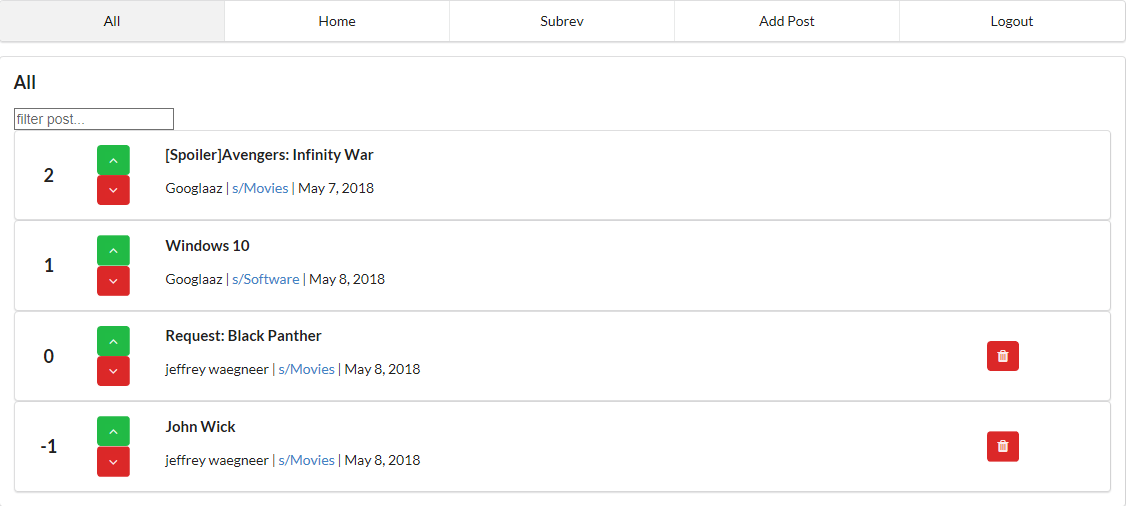 All Home Subrev Add Post Logout
All
filter post...
2
[Spoiler]Avengers: Infinity War
Googlaaz | s/Movies | May 7, 2018
1
Windows 10
Googlaaz | s/Software | May 8, 2018
0
Request: Black Panther
jeffrey waegneer | s/Movies | May 8, 2018
-1
John Wick
jeffrey waegneer | s/Movies | May 8, 2018